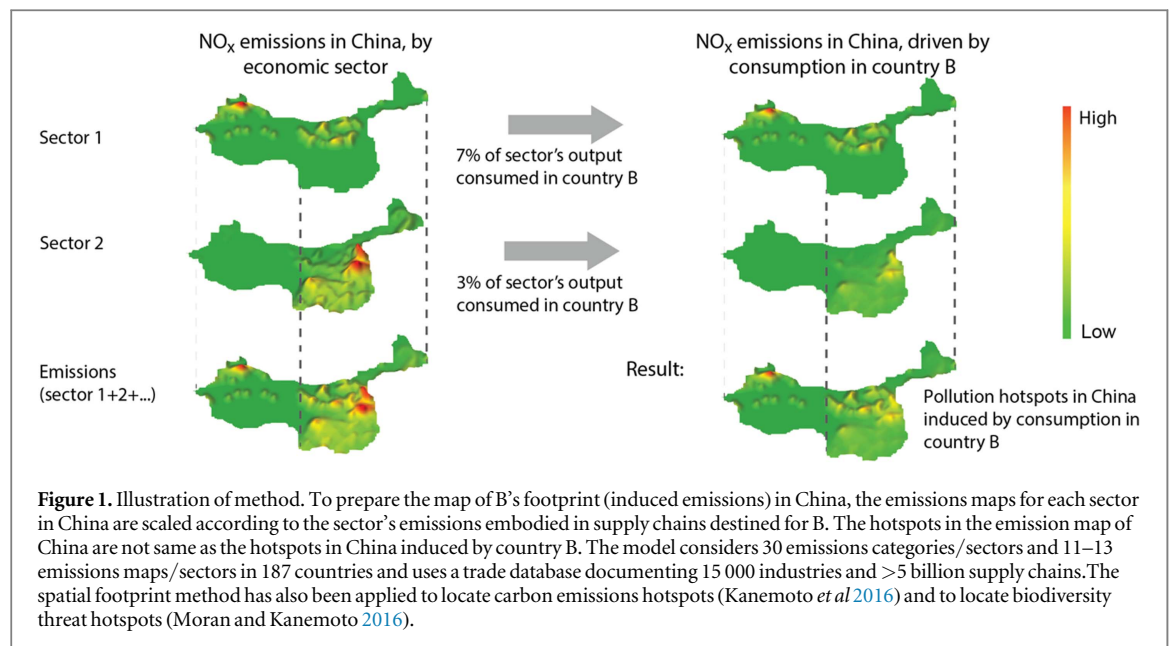 NOx emissions in China, by
economic sector
NOx emissions in China, driven by
consumption in country B
Sector 1
7% of sector's output
consumed in country B
High
Sector 2
3% of sector's output
consumed in country B
Low
Emissions
(sector 1+2+...)
Result:
Pollution hotspots in China
induced by consumption in
country B
Figure 1. Illustration of method. To prepare the map of B's footprint (induced emissions) in China, the emissions maps for each sector
in China are scaled according to the sector's emissions embodied in supply chains destined for B. The hotspots in the emission map of
China are not same as the hotspots in China induced by country B. The model considers 30 emissions categories/sectors and 11–13
emissions maps/sectors in 187 countries and uses a trade database documenting 15 000 industries and >5 billion supply chains.The
spatial footprint method has also been applied to locate carbon emissions hotspots (Kanemoto et al 2016) and to locate biodiversity
threat hotspots (Moran and Kanemoto 2016).